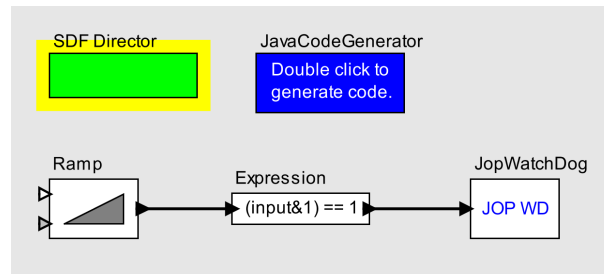 SDF Director
JavaCodeGenerator
Double click to
generate code.
Ramp
Expression
JopWatchDog
(input&1) == 1
JOP WD